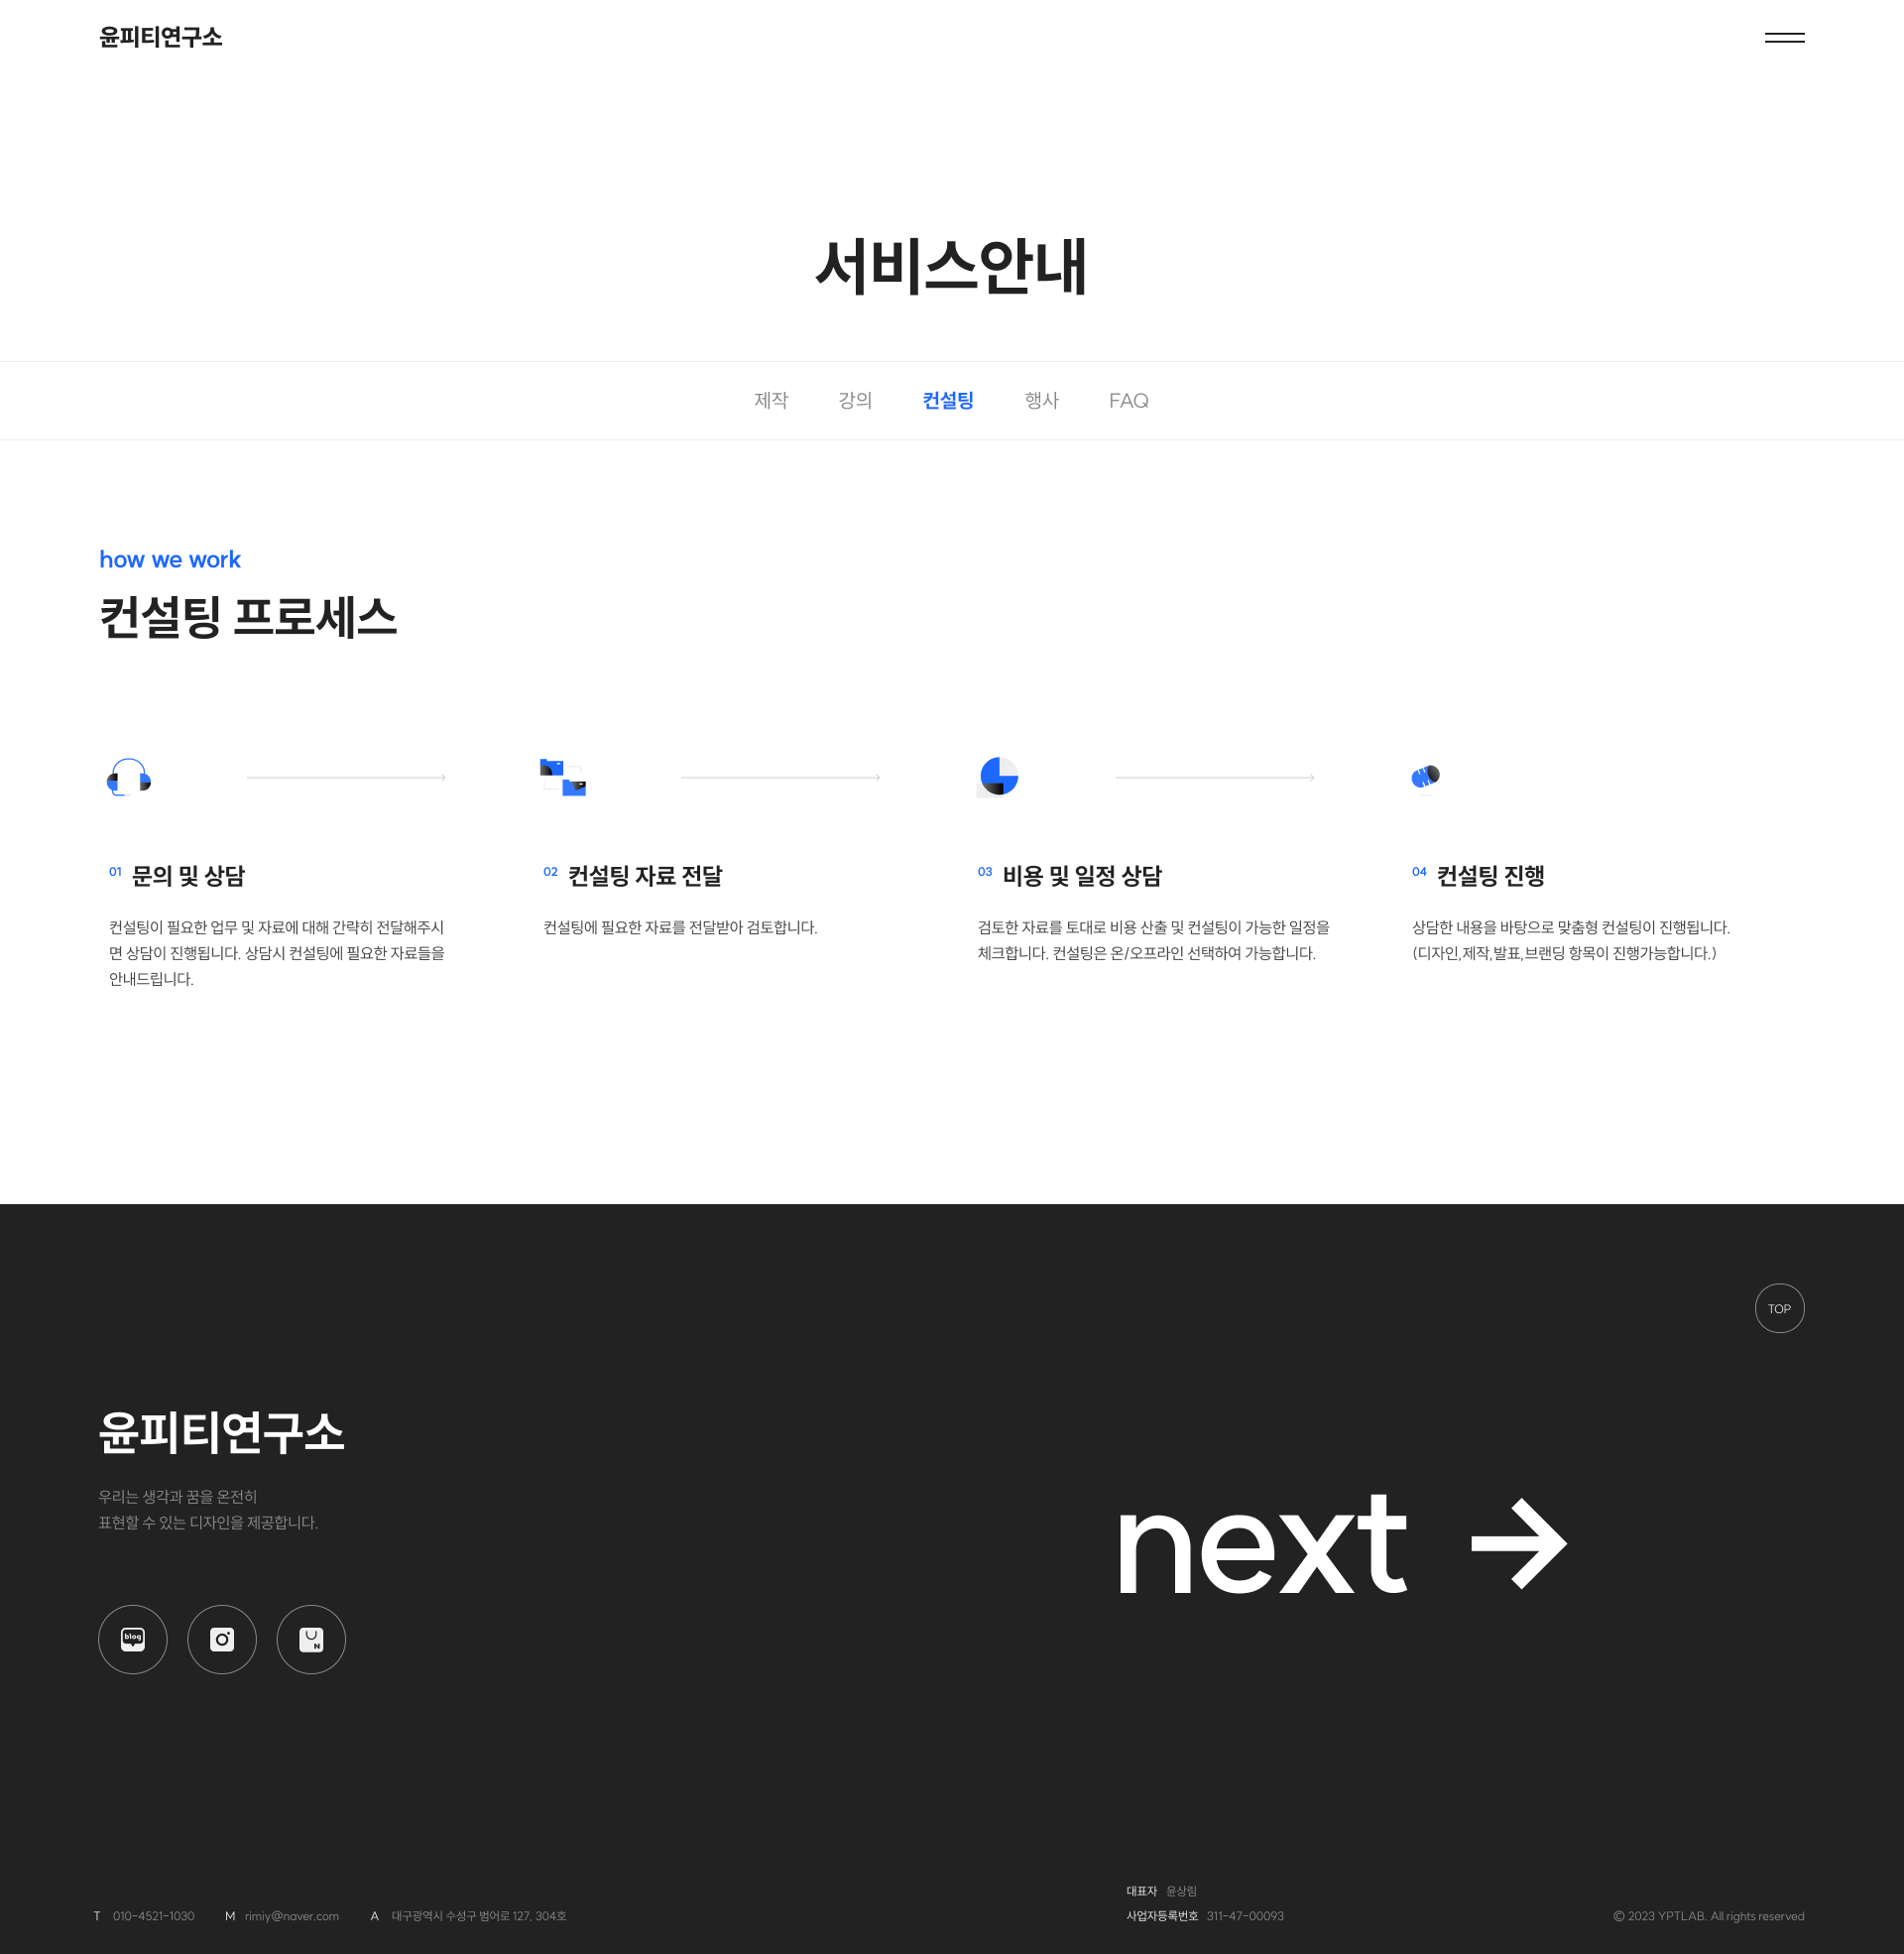 윤피티연구소
서비스안내
제작 강의 컨설팅 행사 FAQ
how we work
컨설팅 프로세스
01 문의 및 상담
컨설팅이 필요한 업무 및 자료에 대해 간략히 전달해주시
면 상담이 진행됩니다. 상담시 컨설팅에 필요한 자료들을
안내드립니다.
02 컨설팅 자료 전달
컨설팅에 필요한 자료를 전달받아 검토합니다.
03 비용 및 일정 상담
검토한 자료를 토대로 비용 산출 및 컨설팅이 가능한 일정을
체크합니다. 컨설팅은 온/오프라인 선택하여 가능합니다.
04 컨설팅 진행
상담한 내용을 바탕으로 맞춤형 컨설팅이 진행됩니다.
(디자인,제작,발표,브랜딩 항목이 진행가능합니다.)
TOP
윤피티연구소
우리는 생각과 꿈을 온전히
표현할 수 있는 디자인을 제공합니다.
blog
N
next
T 010-4521-1030 M rimiy@naver.com A 대구광역시 수성구 범어로 127, 304호
대표자 윤상림
사업자등록번호 311-47-00093
© 2023 YPTLAB. All rights reserved